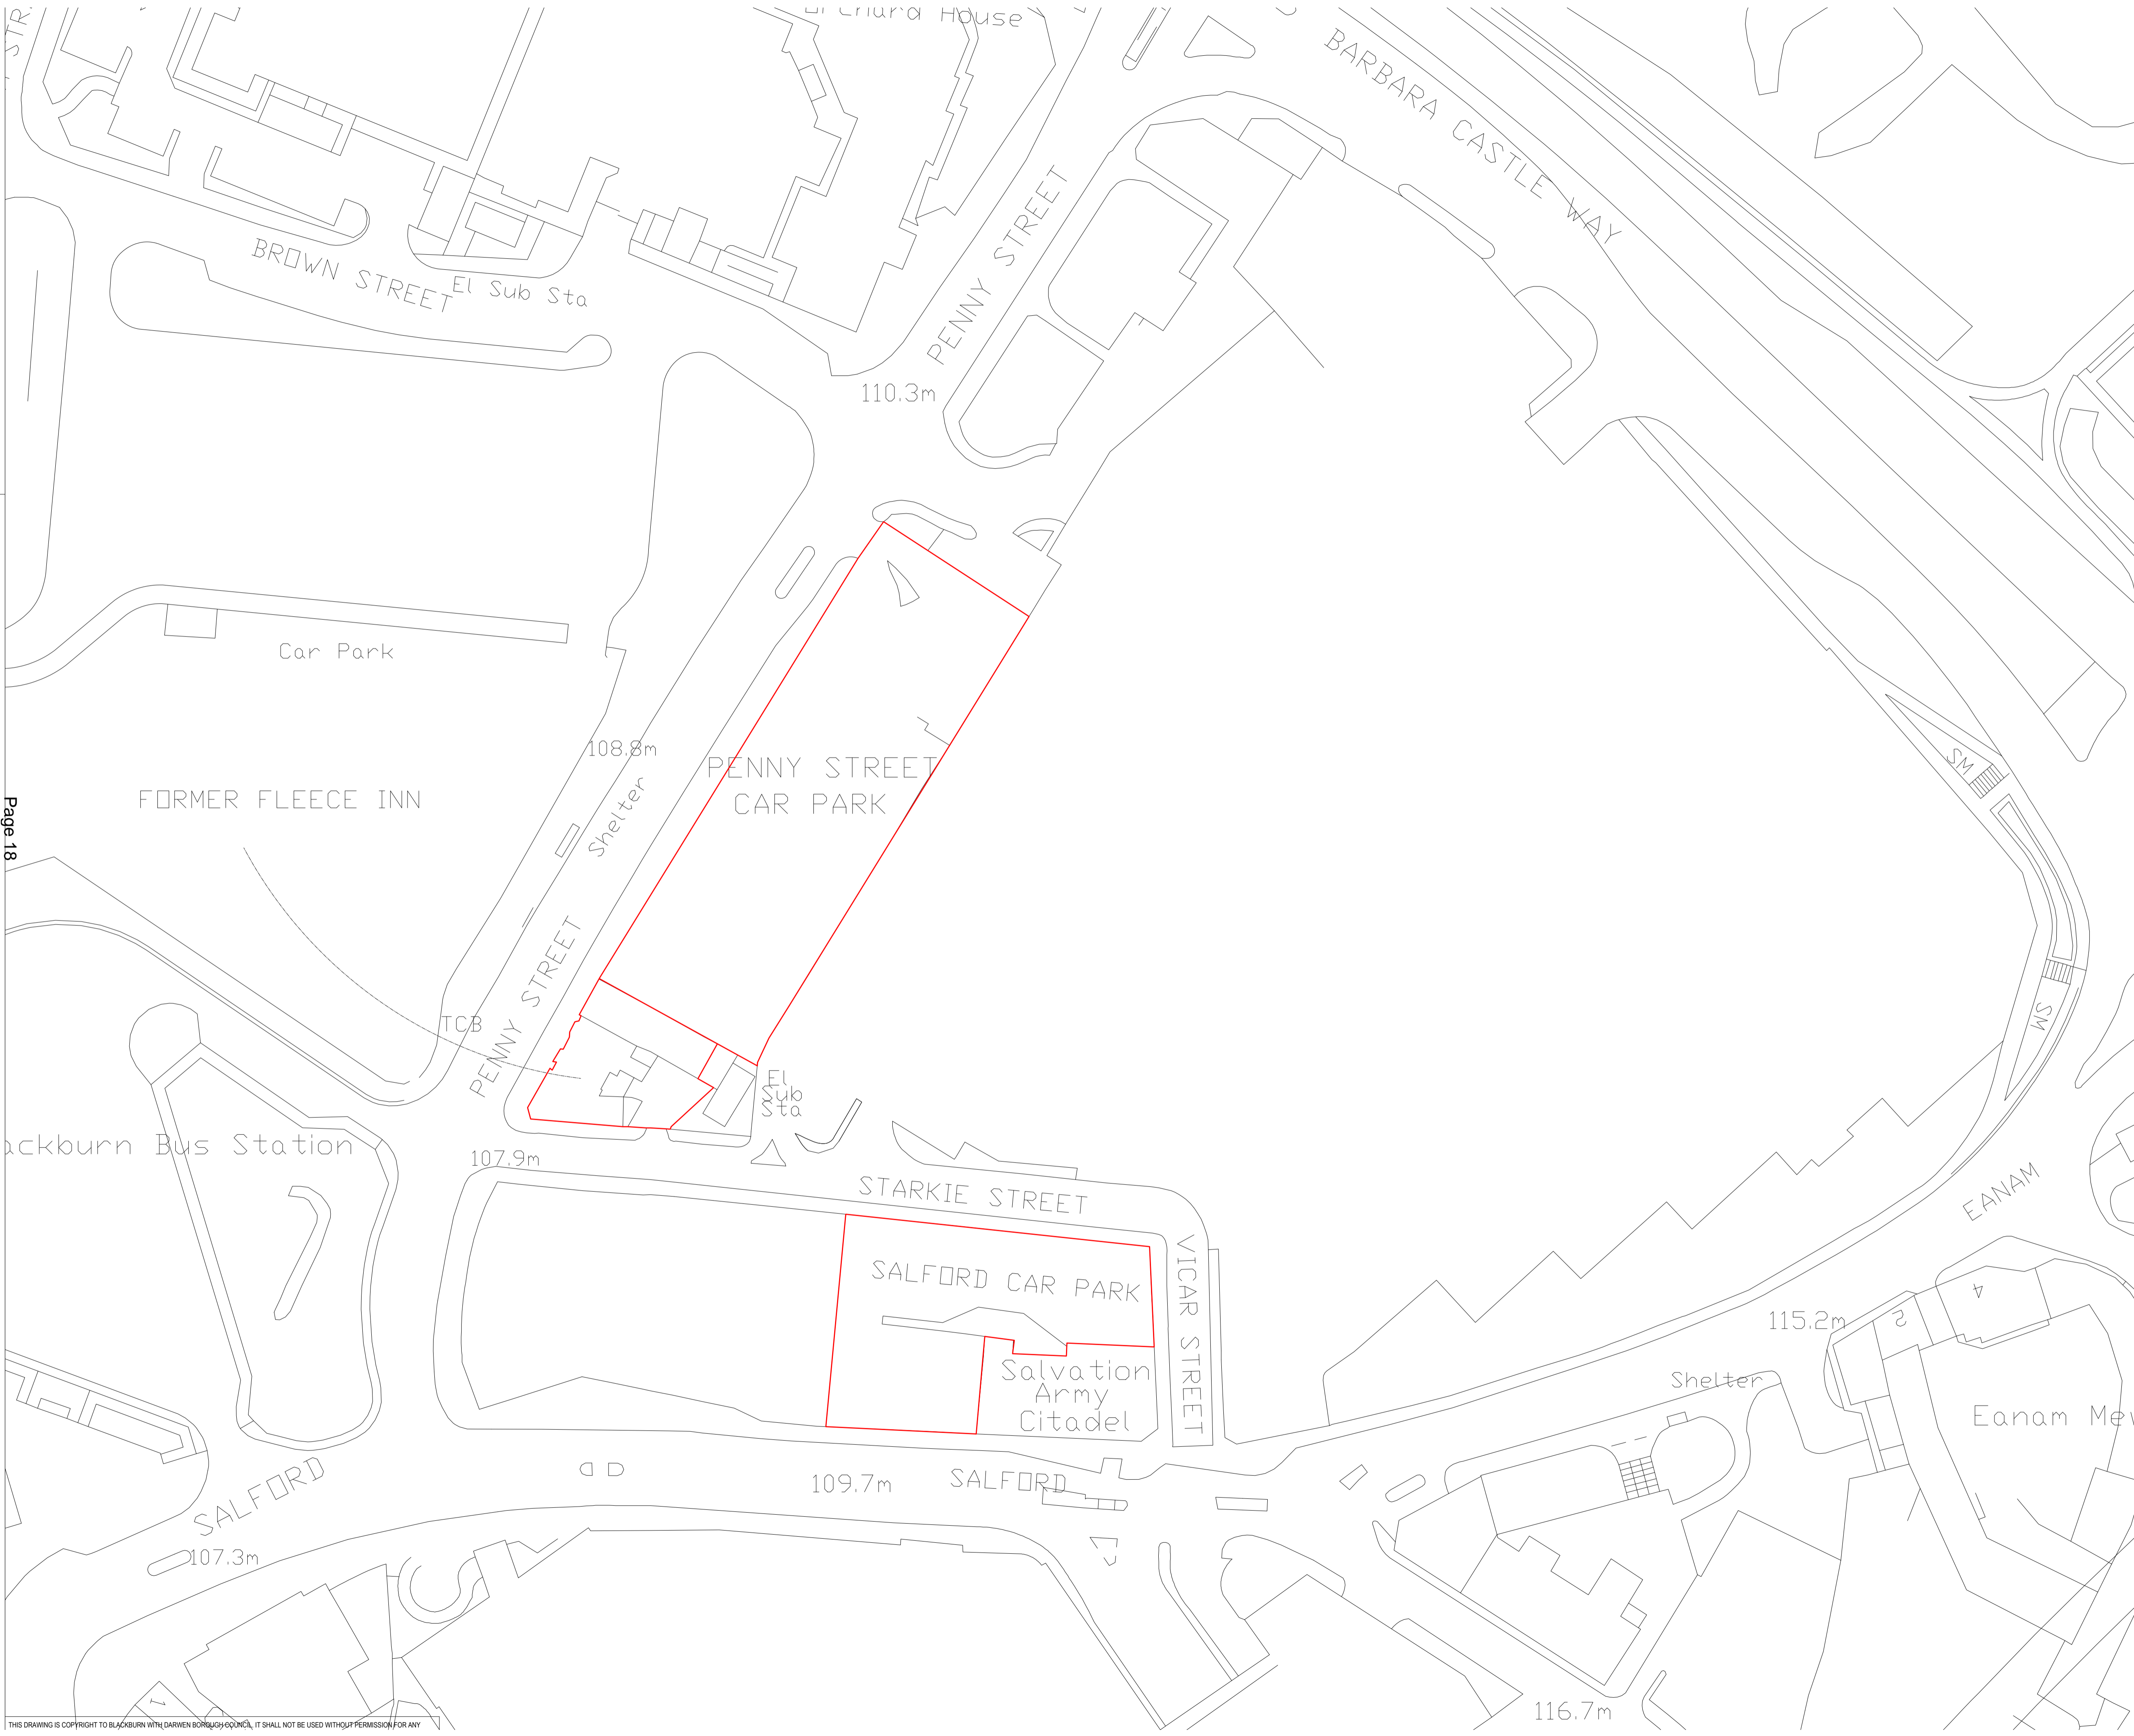 House
BARBARA CASTLE WAY
PENNY STREET
BROWN STREET
El Sub Sta
110.3m
Car Park
108.8m
PENNY STREET
CAR PARK
FORMER FLEECE INN
Shelter
Page 18
SM
PENNY STREET
TCB
SM
El
Sub
Sta
ackburn Bus Station
107.9m
STARKIE STREET
EANAM
VICAR STREET
SALFORD CAR PARK
4
2
115.2m
Salvation
Army
Citadel
Shelter
Eanam Me
SALFORD
109.7m
SALFORD
107.3m
1
116.7m
THIS DRAWING IS COPYRIGHT TO BLACKBURN WITH DARWEN BOROUGH COUNCIL, IT SHALL NOT BE USED WITHOUT PERMISSION FOR ANY